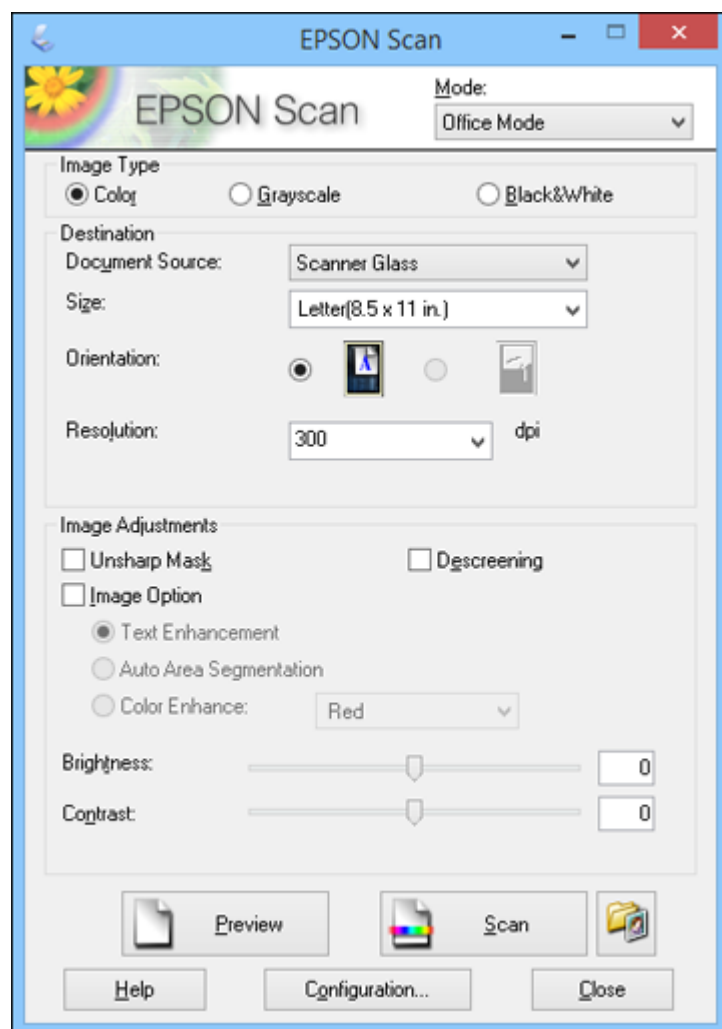 EPSON Scan
EPSON Scan
Mode:
Office Mode
Image Type
Color Grayscale Black&White
Destination
Document Source: Scanner Glass
Size: Letter(8.5 x 11 in.)
Orientation: A
Resolution: 300 dpi
Image Adjustments
Unsharp Mask Descreening
Image Option
Text Enhancement
Auto Area Segmentation
Color Enhance: Red
Brightness: 0
Contrast: 0
Preview Scan
Help Configuration... Close